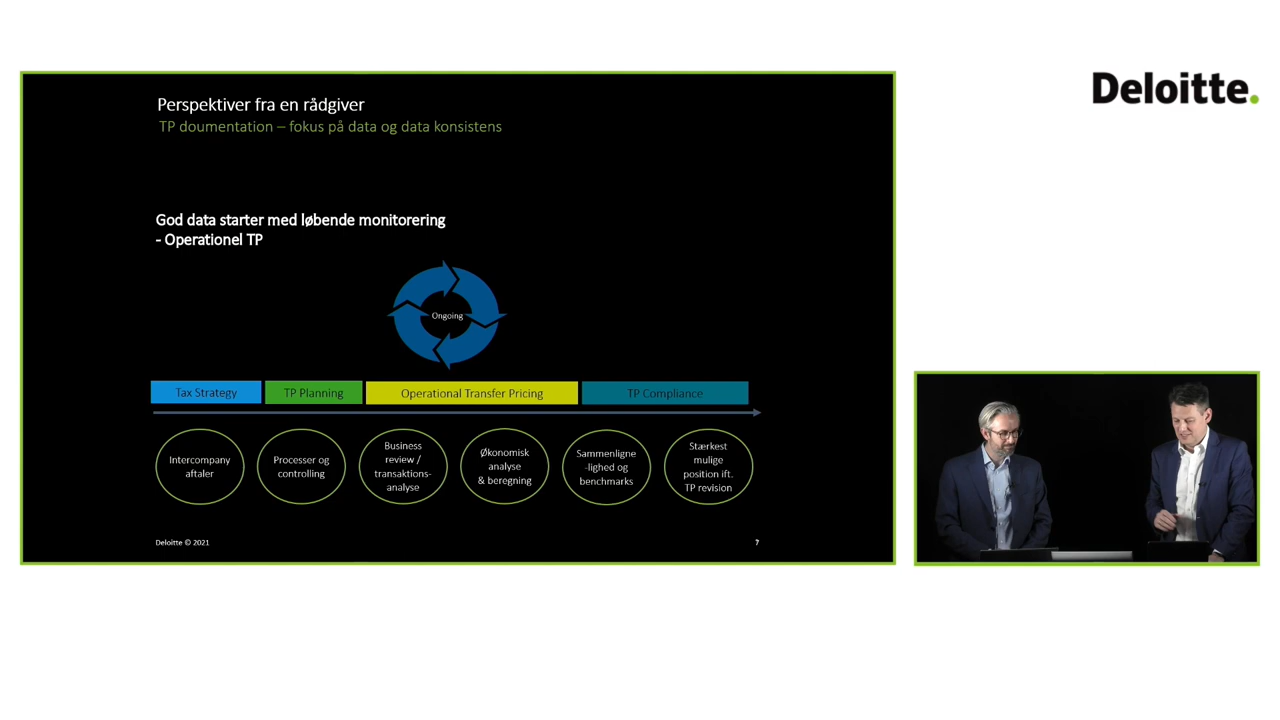 Deloitte.
Perspektiver fra en rådgiver
TP doumentation – fokus på data og data konsistens
God data starter med løbende monitorering
- Operationel TP
Ongoing
Tax Strategy
TP Planning
Operational Transfer Pricing
TP Compliance
Intercompany
aftaler
Processer og
controlling
Business
review /
transaktions-
analyse
Økonomisk
analyse
& beregning
Sammenligne
-lighed og
benchmarks
Stærkest
mulige
position ift.
TP revision
Deloitte © 2021
7